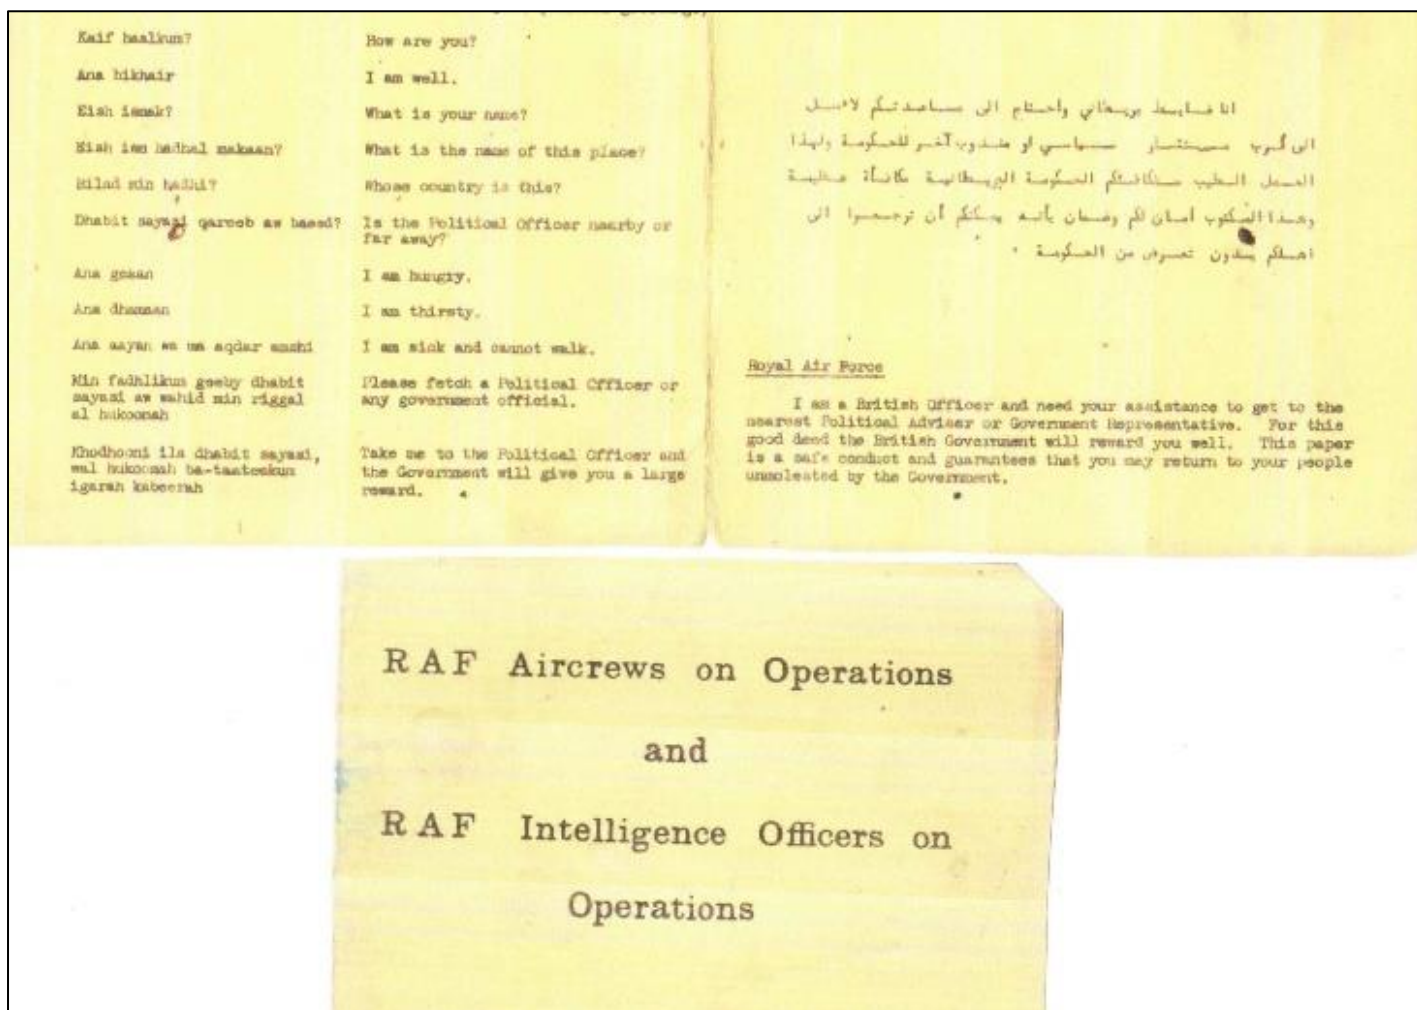 Kaif haalkum? How are you?
Ana bikhair I am well.
Eish ismak? What is your name?
Eish ism hadhal makaan? What is the name of this place?
Bilad min hadhi? Whose country is this?
Dhabit sayasi qareeb aw baeed? Is the Political Officer nearby or
far away?
Ana goaan I am hungry.
Ana dhamaan I am thirsty.
Ana aayan wa ma aqdar amshi I am sick and cannot walk.
Min fadhlikum geeby dhabit Please fetch a Political Officer or
sayasi aw wahid min riggal any government official.
al hukoomah
Khodhooni ila dhabit sayasi, Take me to the Political Officer and
wal hukoomah ba-taateekum the Government will give you a large
igarah kabeerah reward.
انا ضابط بريطاني وأحتاج الى مساعدتكم لاصل
الى أقرب مستشار سياسي او مندوب آخر للحكومة ولهذا
العمل الطيب ستكافئكم الحكومة البريطانية مكافأة عظيمة
وهذا المكتوب أمان لكم وضمان بأنه يمكنكم أن ترجعوا الى
اهلكم بدون تعرض من الحكومة .
Royal Air Force
I am a British Officer and need your assistance to get to the
nearest Political Adviser or Government Representative. For this
good deed the British Government will reward you well. This paper
is a safe conduct and guarantees that you may return to your people
unmolested by the Government.
RAF Aircrews on Operations
and
RAF Intelligence Officers on
Operations